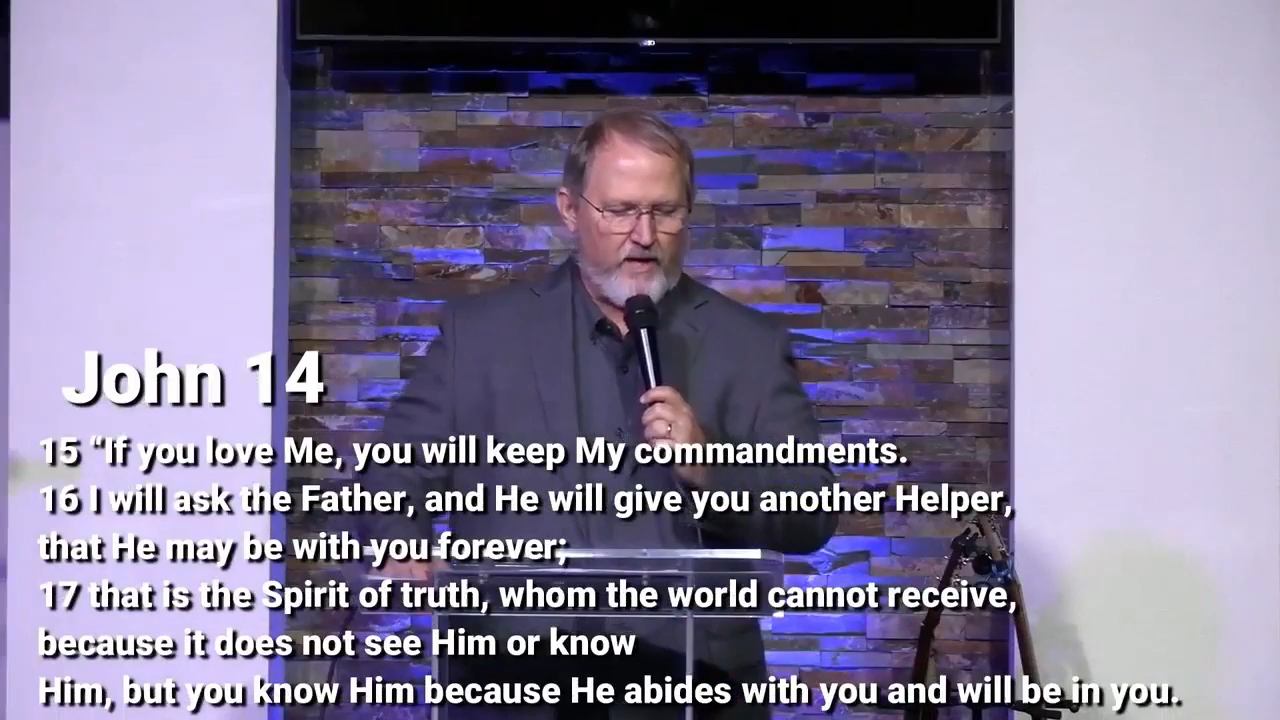 John 14
15 “If you love Me, you will keep My commandments.
16 I will ask the Father, and He will give you another Helper,
that He may be with you forever;
17 that is the Spirit of truth, whom the world cannot receive,
because it does not see Him or know
Him, but you know Him because He abides with you and will be in you.